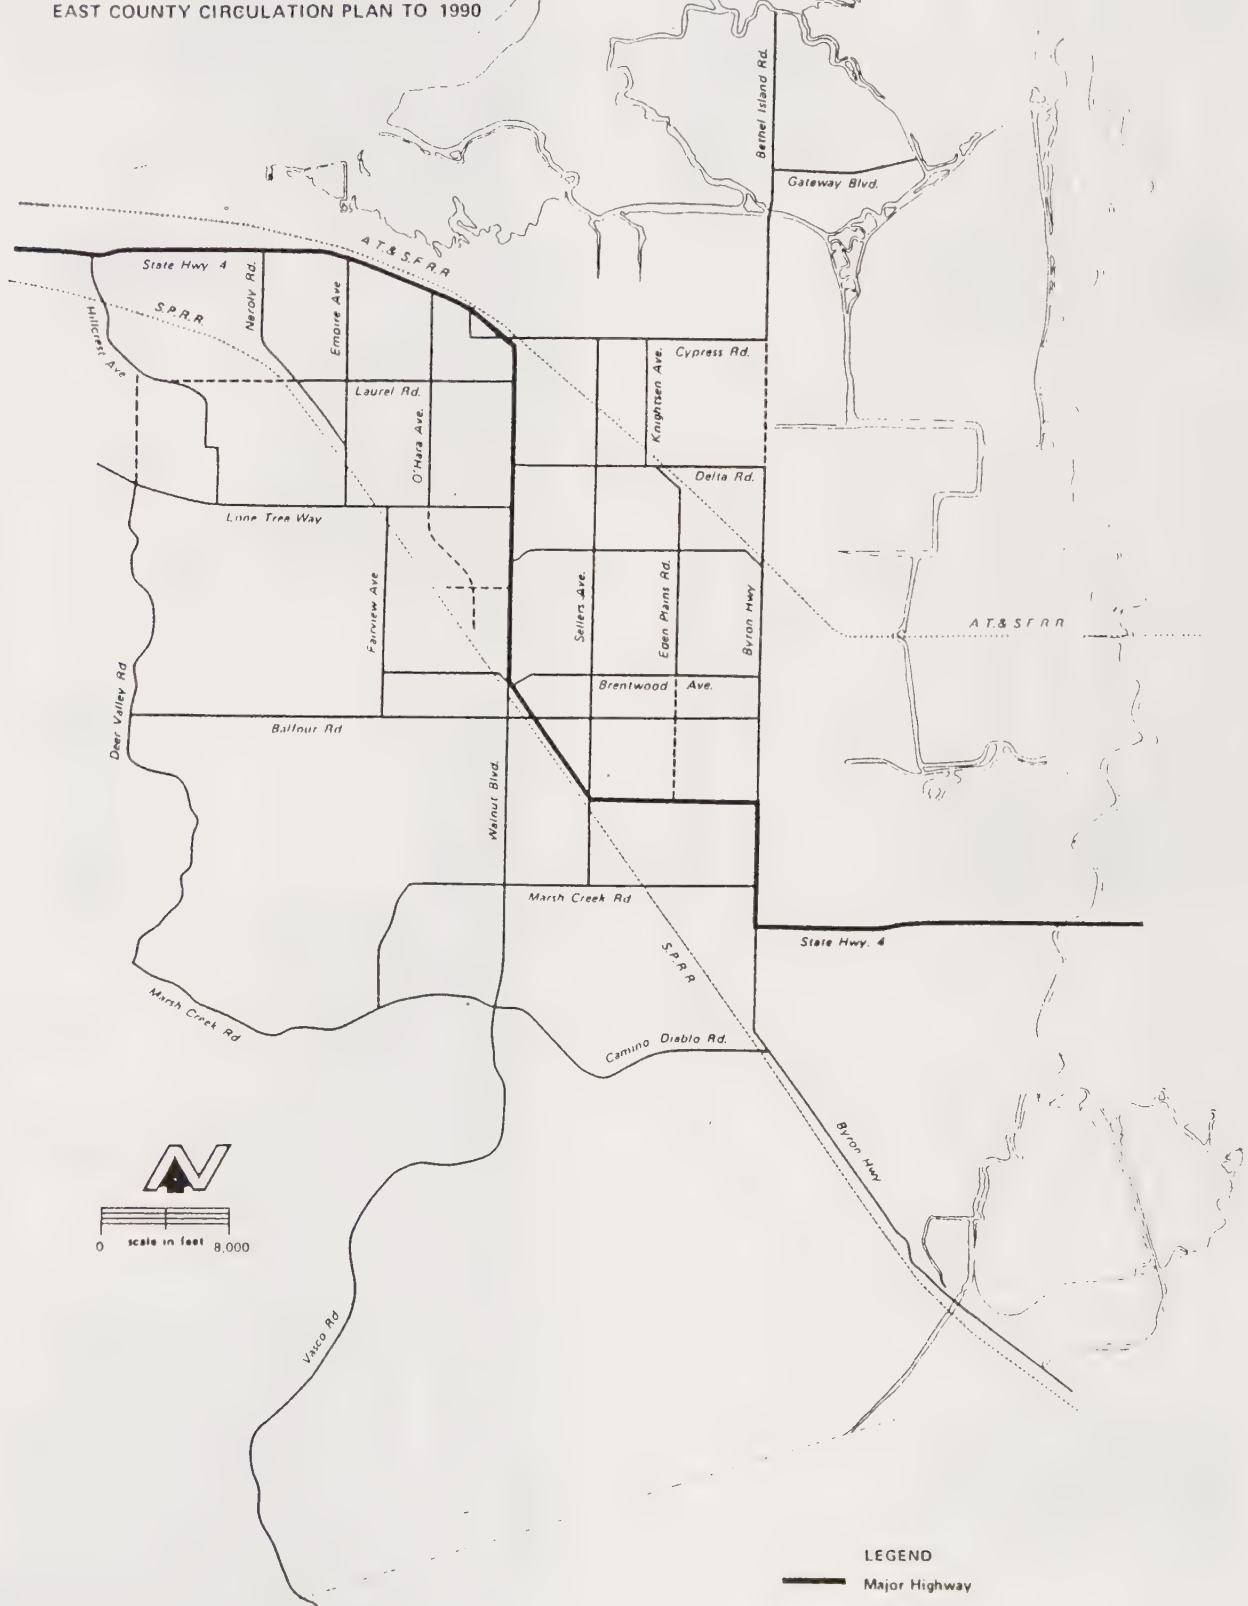 EAST COUNTY CIRCULATION PLAN TO 1990
Bethel Island Rd.
Gateway Blvd.
A.T.& S.F. R.R
State Hwy 4
Neroly Rd.
Empire Ave
S.P.R.R.
Hillcrest Ave
Laurel Rd.
O'Hara Ave.
Knightsen Ave.
Cypress Rd.
Delta Rd.
Lone Tree Way
Fairview Ave
Sellers Ave.
Eden Plains Rd.
Byron Hwy
A.T.& S.F. R.R
Brentwood Ave.
Deer Valley Rd
Balfour Rd
Walnut Blvd.
Marsh Creek Rd
State Hwy. 4
S.P.R.R
Marsh Creek Rd
Camino Diablo Rd.
Byron Hwy
N
0 scale in feet 8,000
Vasco Rd
LEGEND
Major Highway